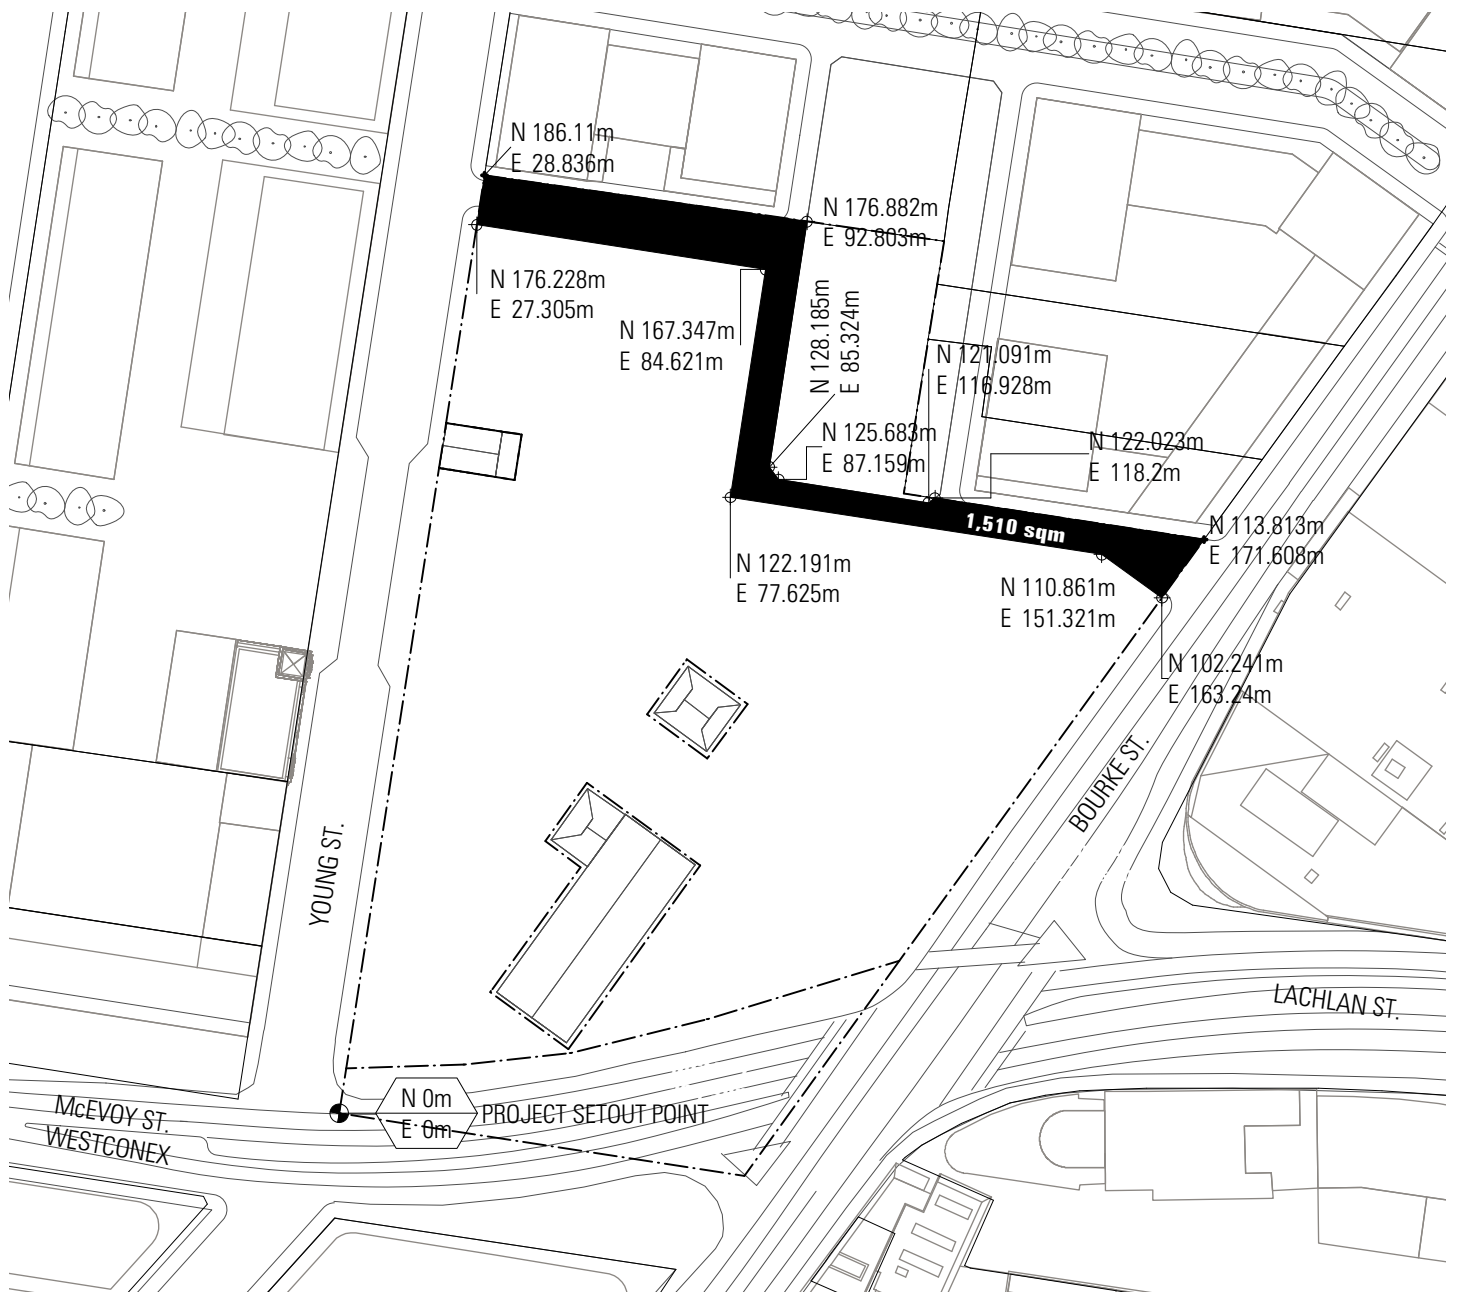 N 186.11m
E 28.836m
N 176.882m
E 92.803m
N 176.228m
E 27.305m
N 167.347m
E 84.621m
N 128.185m
E 85.324m
N 121.091m
E 116.928m
N 125.683m
E 87.159m
N 122.023m
E 118.2m
1,510 sqm
N 113.813m
E 171.608m
N 122.191m
E 77.625m
N 110.861m
E 151.321m
N 102.241m
E 163.24m
BOURKE ST.
YOUNG ST.
LACHLAN ST.
N 0m
E 0m
PROJECT SETOUT POINT
McEVOY ST.
WESTCONEX